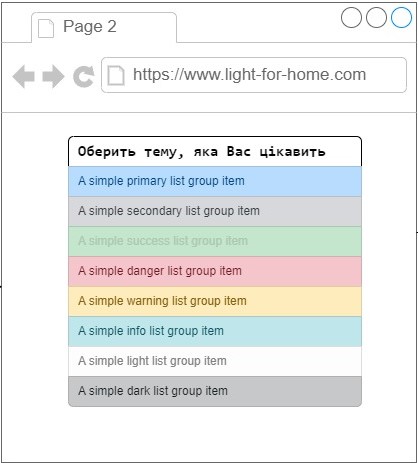 Page 2
https://www.light-for-home.com
Оберить тему, яка Вас цікавить
A simple primary list group item
A simple secondary list group item
A simple success list group item
A simple danger list group item
A simple warning list group item
A simple info list group item
A simple light list group item
A simple dark list group item